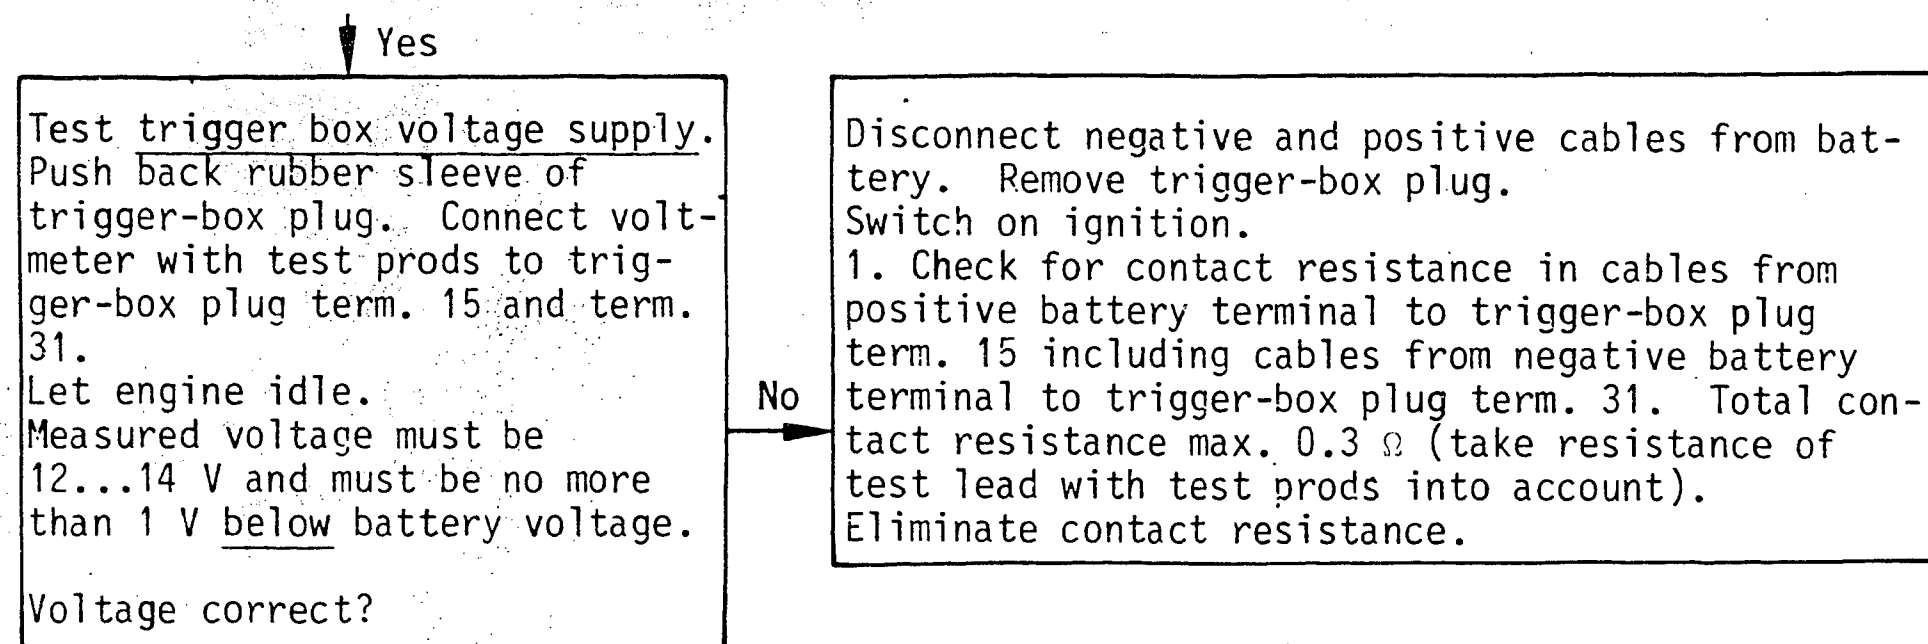 Yes
Test trigger box voltage supply.
Push back rubber sleeve of
trigger-box plug. Connect volt-
meter with test prods to trig-
ger-box plug term. 15 and term.
31.
Let engine idle.
Measured voltage must be
12...14 V and must be no more
than 1 V below battery voltage.
Voltage correct?
No
Disconnect negative and positive cables from bat-
tery. Remove trigger-box plug.
Switch on ignition.
1. Check for contact resistance in cables from
positive battery terminal to trigger-box plug
term. 15 including cables from negative battery
terminal to trigger-box plug term. 31. Total con-
tact resistance max. 0.3 Ω (take resistance of
test lead with test prods into account).
Eliminate contact resistance.